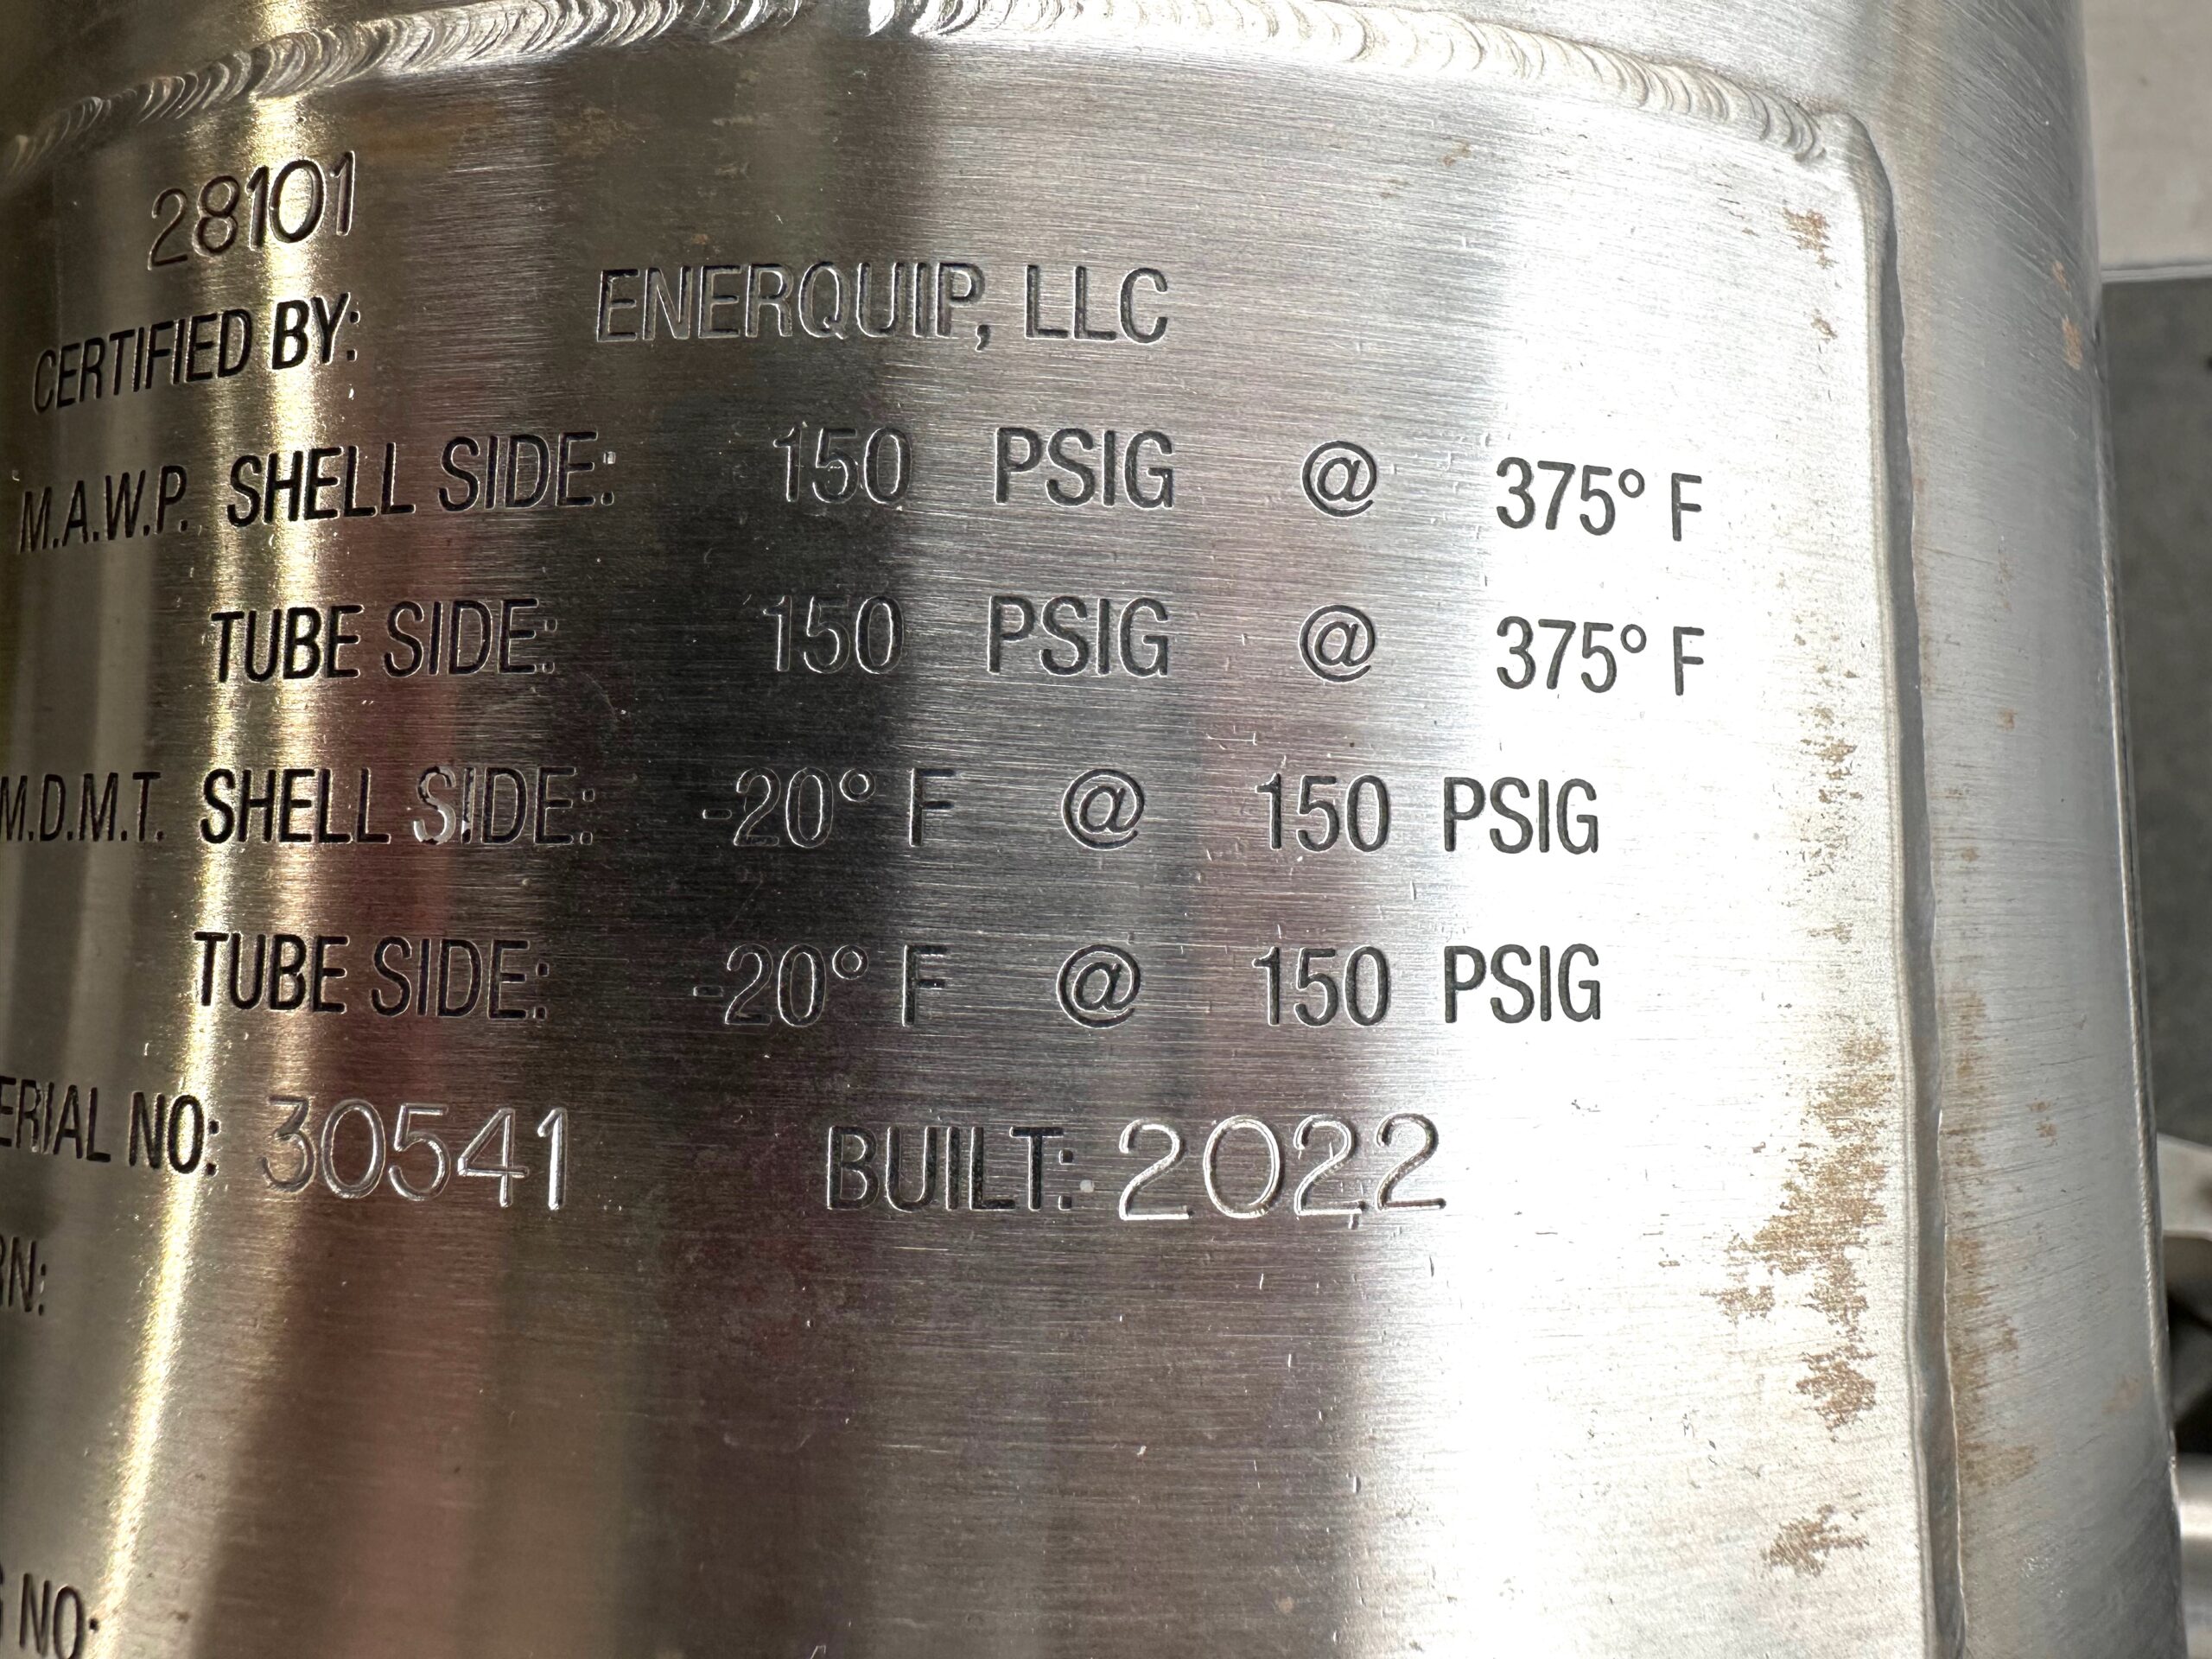 28101
CERTIFIED BY: ENERQUIP, LLC
M.A.W.P. SHELL SIDE: 150 PSIG @ 375° F
TUBE SIDE: 150 PSIG @ 375° F
M.D.M.T. SHELL SIDE: -20° F @ 150 PSIG
TUBE SIDE: -20° F @ 150 PSIG
ERIAL NO: 30541 BUILT: 2022
RN:
NO: